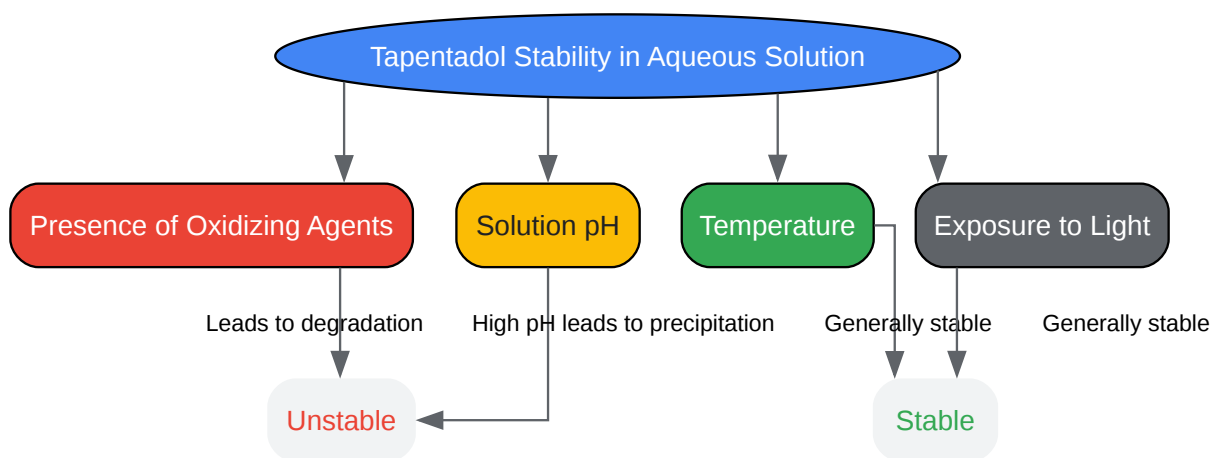 Tapentadol Stability in Aqueous Solution
Presence of Oxidizing Agents
Solution pH
Temperature
Exposure to Light
Leads to degradation
High pH leads to precipitation
Generally stable
Generally stable
Unstable
Stable